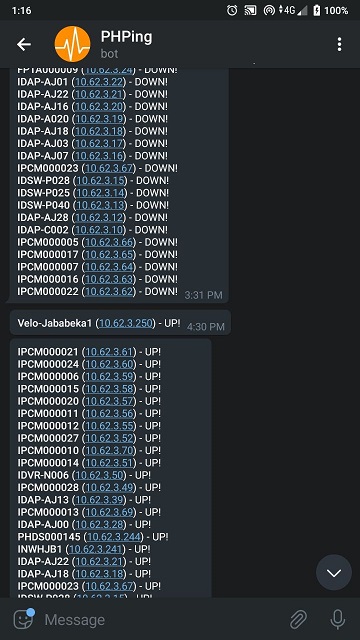 1:16
4G
100%
PHPing
bot
FPTA000009 (10.62.3.24) - DOWN!
IDAP-AJ01 (10.62.3.22) - DOWN!
IDAP-AJ22 (10.62.3.21) - DOWN!
IDAP-AJ16 (10.62.3.20) - DOWN!
IDAP-A020 (10.62.3.19) - DOWN!
IDAP-AJ18 (10.62.3.18) - DOWN!
IDAP-AJ03 (10.62.3.17) - DOWN!
IDAP-AJ07 (10.62.3.16) - DOWN!
IPCM000023 (10.62.3.67) - DOWN!
IDSW-P028 (10.62.3.15) - DOWN!
IDSW-P025 (10.62.3.14) - DOWN!
IDSW-P040 (10.62.3.13) - DOWN!
IDAP-AJ28 (10.62.3.12) - DOWN!
IDAP-C002 (10.62.3.10) - DOWN!
IPCM000005 (10.62.3.66) - DOWN!
IPCM000017 (10.62.3.65) - DOWN!
IPCM000007 (10.62.3.64) - DOWN!
IPCM000016 (10.62.3.63) - DOWN!
IPCM000022 (10.62.3.62) - DOWN!
3:31 PM
Velo-Jababeka1 (10.62.3.250) - UP!
4:30 PM
IPCM000021 (10.62.3.61) - UP!
IPCM000024 (10.62.3.60) - UP!
IPCM000006 (10.62.3.59) - UP!
IPCM000015 (10.62.3.58) - UP!
IPCM000020 (10.62.3.57) - UP!
IPCM000011 (10.62.3.56) - UP!
IPCM000012 (10.62.3.55) - UP!
IPCM000027 (10.62.3.52) - UP!
IPCM000010 (10.62.3.70) - UP!
IPCM000014 (10.62.3.51) - UP!
IDVR-N006 (10.62.3.50) - UP!
IPCM000028 (10.62.3.49) - UP!
IDAP-AJ13 (10.62.3.39) - UP!
IPCM000013 (10.62.3.69) - UP!
IDAP-AJ00 (10.62.3.28) - UP!
PHDS000145 (10.62.3.244) - UP!
INWHJB1 (10.62.3.241) - UP!
IDAP-AJ22 (10.62.3.21) - UP!
IDAP-AJ18 (10.62.3.18) - UP!
IPCM000023 (10.62.3.67) - UP!
IDSW-P028 (10.62.3.15) - UP!
Message